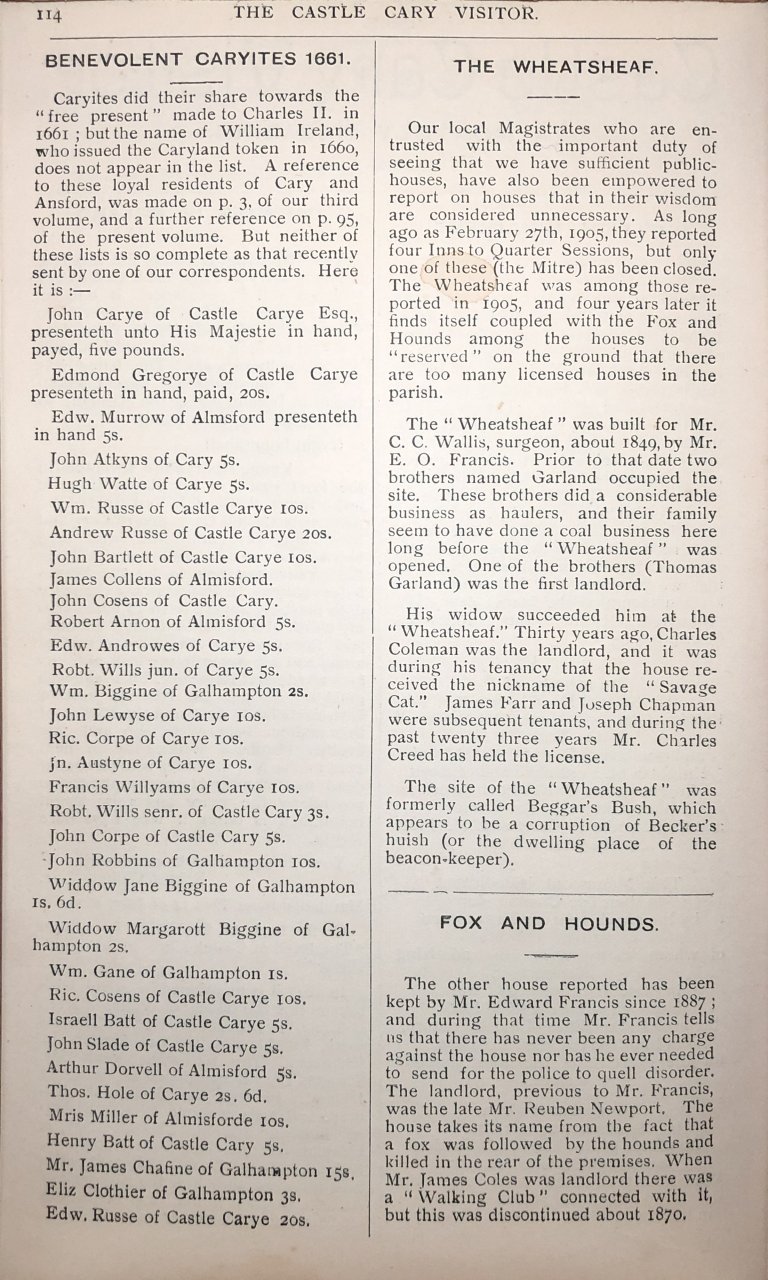 114
THE CASTLE CARY VISITOR.
BENEVOLENT CARYITES 1661.
Caryites did their share towards the
"free present" made to Charles II. in
1661 ; but the name of William Ireland,
who issued the Caryland token in 1660,
does not appear in the list. A reference
to these loyal residents of Cary and
Ansford, was made on p. 3, of our third
volume, and a further reference on p. 95,
of the present volume. But neither of
these lists is so complete as that recently
sent by one of our correspondents. Here
it is :—
John Carye of Castle Carye Esq.,
presenteth unto His Majestie in hand,
payed, five pounds.
Edmond Gregorye of Castle Carye
presenteth in hand, paid, 20s.
Edw. Murrow of Almsford presenteth
in hand 5s.
John Atkyns of Cary 5s.
Hugh Watte of Carye 5s.
Wm. Russe of Castle Carye 10s.
Andrew Russe of Castle Carye 20s.
John Bartlett of Castle Carye 10s.
James Collens of Almisford.
John Cosens of Castle Cary.
Robert Arnon of Almisford 5s.
Edw. Androwes of Carye 5s.
Robt. Wills jun. of Carye 5s.
Wm. Biggine of Galhampton 2s.
John Lewyse of Carye 10s.
Ric. Corpe of Carye 10s.
Jn. Austyne of Carye 10s.
Francis Willyams of Carye 10s.
Robt. Wills senr. of Castle Cary 3s.
John Corpe of Castle Cary 5s.
John Robbins of Galhampton 10s.
Widdow Jane Biggine of Galhampton
1s. 6d.
Widdow Margarott Biggine of Gal-
hampton 2s.
Wm. Gane of Galhampton 1s.
Ric. Cosens of Castle Carye 10s.
Israell Batt of Castle Carye 5s.
John Slade of Castle Carye 5s.
Arthur Dorvell of Almisford 5s.
Thos. Hole of Carye 2s. 6d.
Mris Miller of Almisforde 10s.
Henry Batt of Castle Cary 5s.
Mr. James Chafine of Galhampton 15s.
Eliz Clothier of Galhampton 3s.
Edw. Russe of Castle Carye 20s.
THE WHEATSHEAF.
Our local Magistrates who are en-
trusted with the important duty of
seeing that we have sufficient public-
houses, have also been empowered to
report on houses that in their wisdom
are considered unnecessary. As long
ago as February 27th, 1905, they reported
four Inns to Quarter Sessions, but only
one of these (the Mitre) has been closed.
The Wheatsheaf was among those re-
ported in 1905, and four years later it
finds itself coupled with the Fox and
Hounds among the houses to be
"reserved" on the ground that there
are too many licensed houses in the
parish.
The "Wheatsheaf" was built for Mr.
C. C. Wallis, surgeon, about 1849, by Mr.
E. O. Francis. Prior to that date two
brothers named Garland occupied the
site. These brothers did a considerable
business as haulers, and their family
seem to have done a coal business here
long before the "Wheatsheaf" was
opened. One of the brothers (Thomas
Garland) was the first landlord.
His widow succeeded him at the
"Wheatsheaf." Thirty years ago, Charles
Coleman was the landlord, and it was
during his tenancy that the house re-
ceived the nickname of the "Savage
Cat." James Farr and Joseph Chapman
were subsequent tenants, and during the
past twenty three years Mr. Charles
Creed has held the license.
The site of the "Wheatsheaf" was
formerly called Beggar's Bush, which
appears to be a corruption of Becker's
huish (or the dwelling place of the
beacon-keeper).
FOX AND HOUNDS.
The other house reported has been
kept by Mr. Edward Francis since 1887 ;
and during that time Mr. Francis tells
us that there has never been any charge
against the house nor has he ever needed
to send for the police to quell disorder.
The landlord, previous to Mr. Francis,
was the late Mr. Reuben Newport. The
house takes its name from the fact that
a fox was followed by the hounds and
killed in the rear of the premises. When
Mr. James Coles was landlord there was
a "Walking Club" connected with it,
but this was discontinued about 1870.